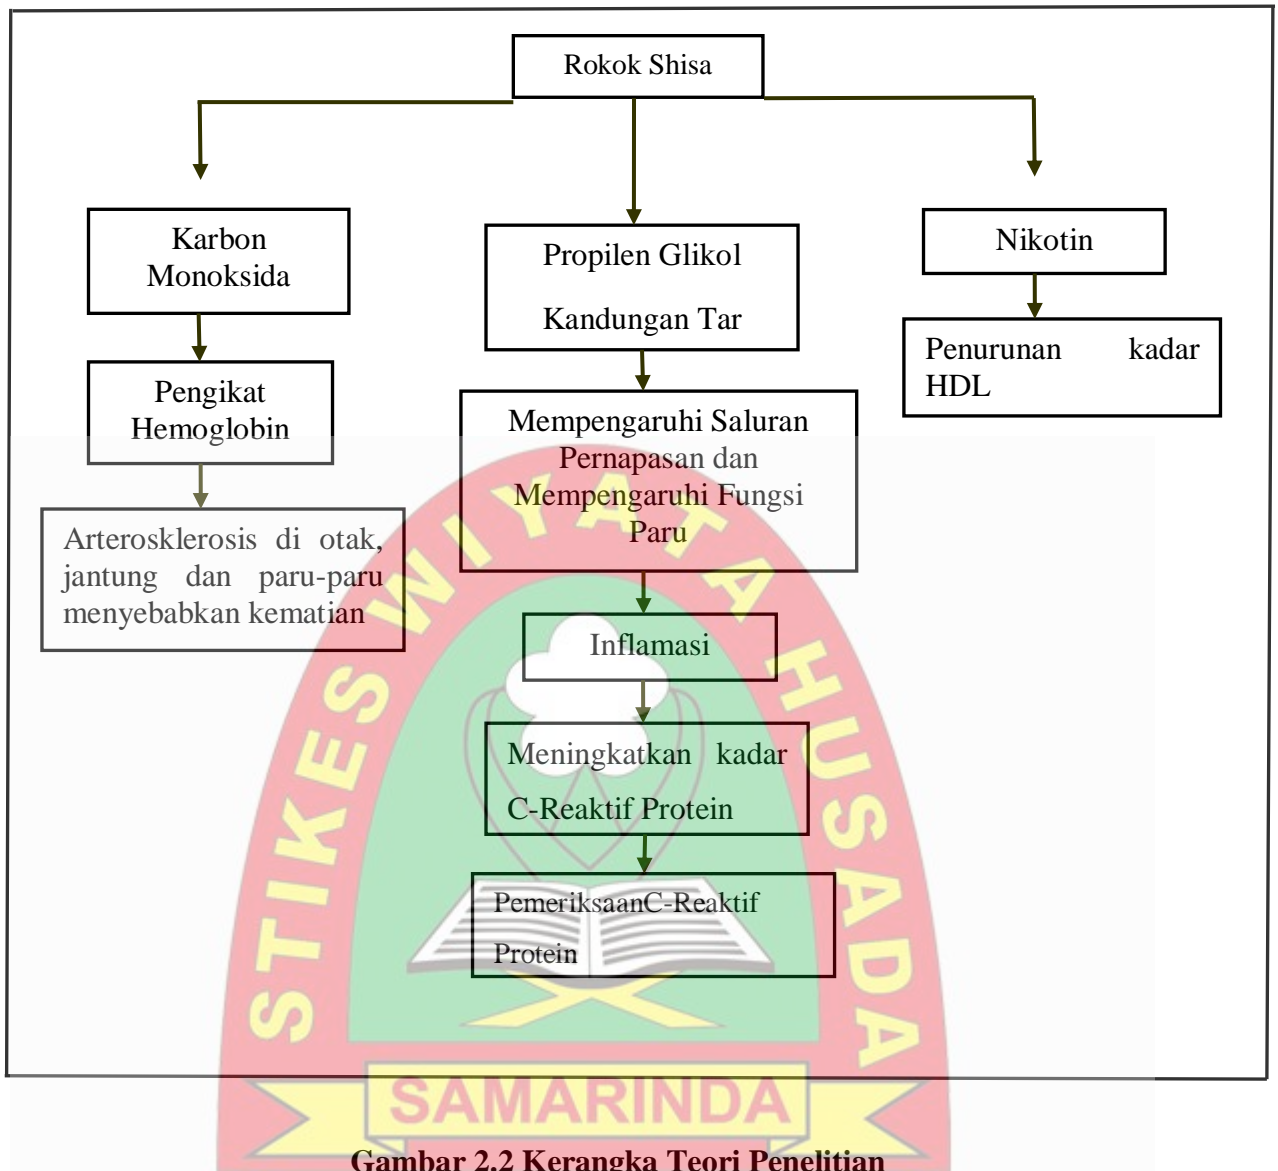 Rokok Shisa
Karbon
Monoksida
Pengikat
Hemoglobin
Arterosklerosis di otak,
jantung dan paru-paru
menyebabkan kematian
Propilen Glikol
Kandungan Tar
Mempengaruhi Saluran
Pernapasan dan
Mempengaruhi Fungsi
Paru
Inflamasi
Meningkatkan kadar
C-Reaktif Protein
PemeriksaanC-Reaktif
Protein
Nikotin
Penurunan kadar
HDL
STIKES WIYATA HUSADA
SAMARINDA
Gambar 2.2 Kerangka Teori Penelitian